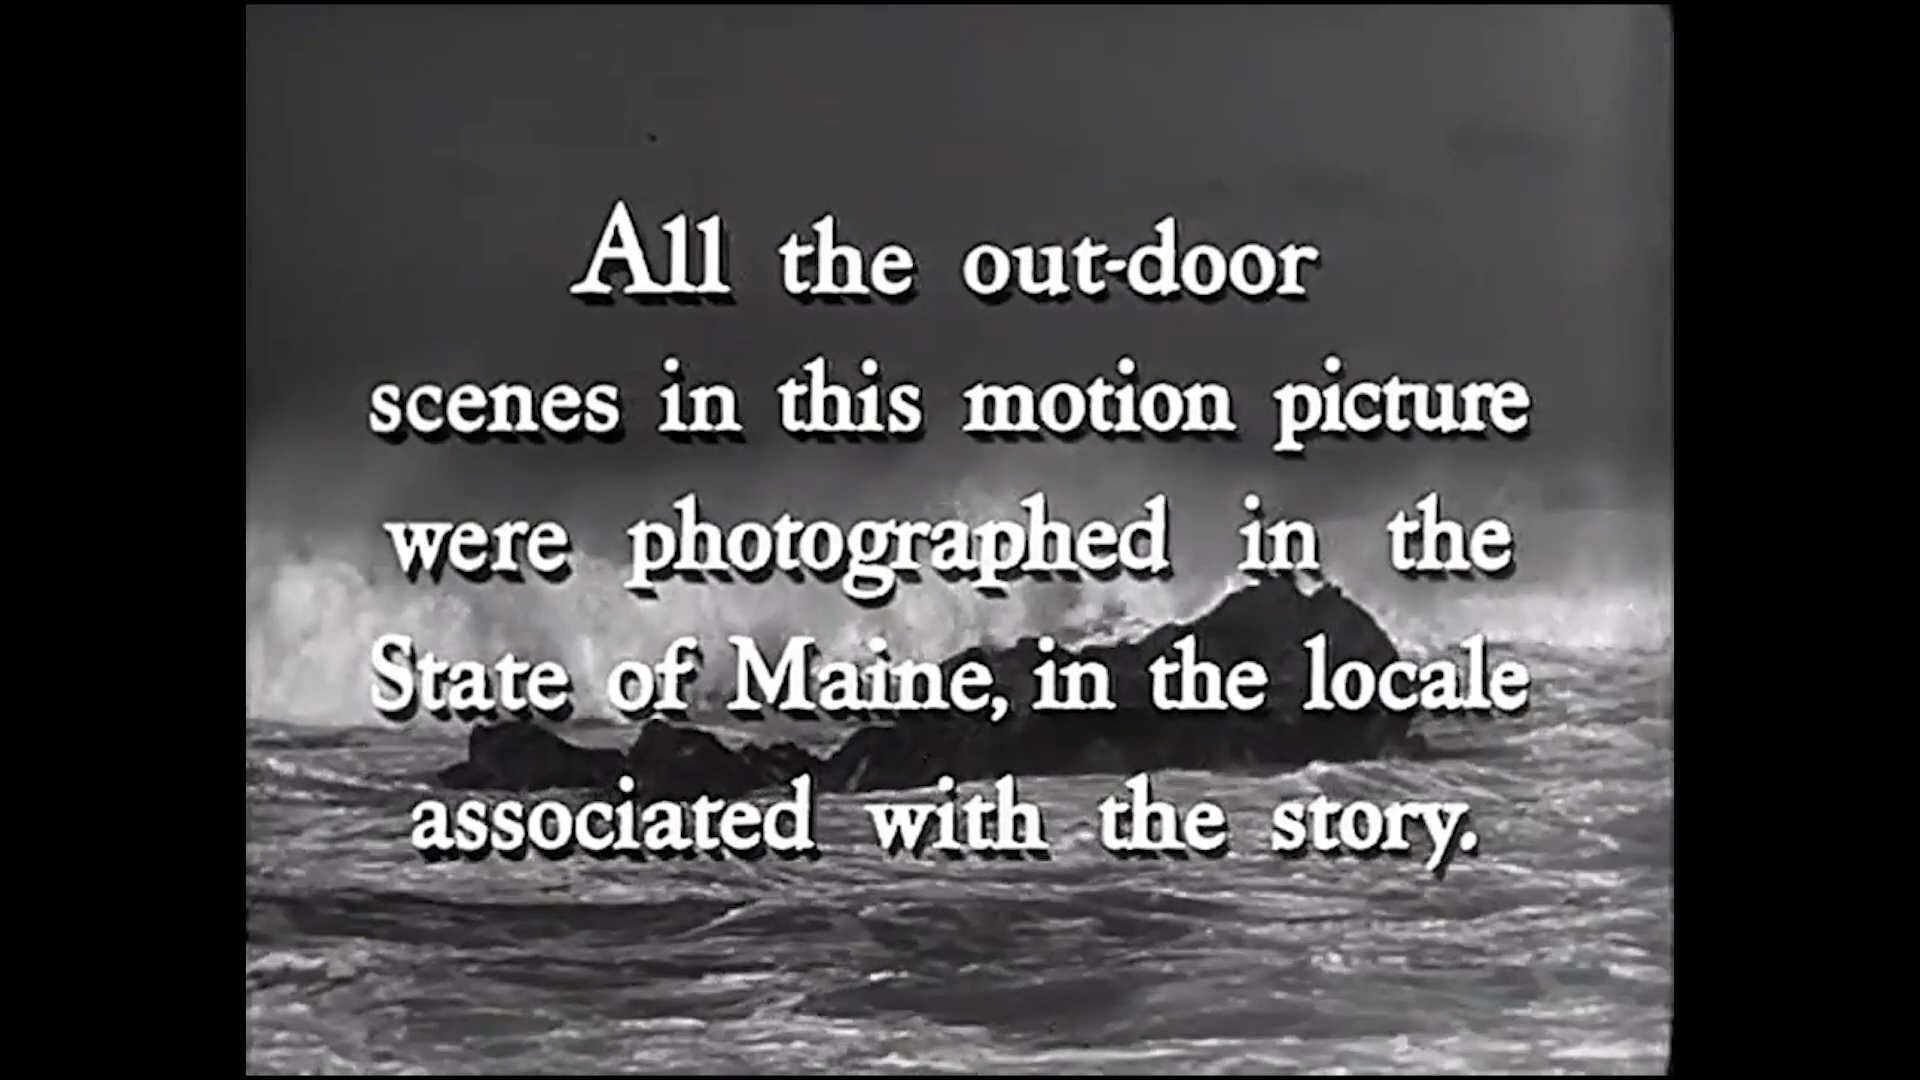 All the out-door
scenes in this motion picture
were photographed in the
State of Maine, in the locale
associated with the story.